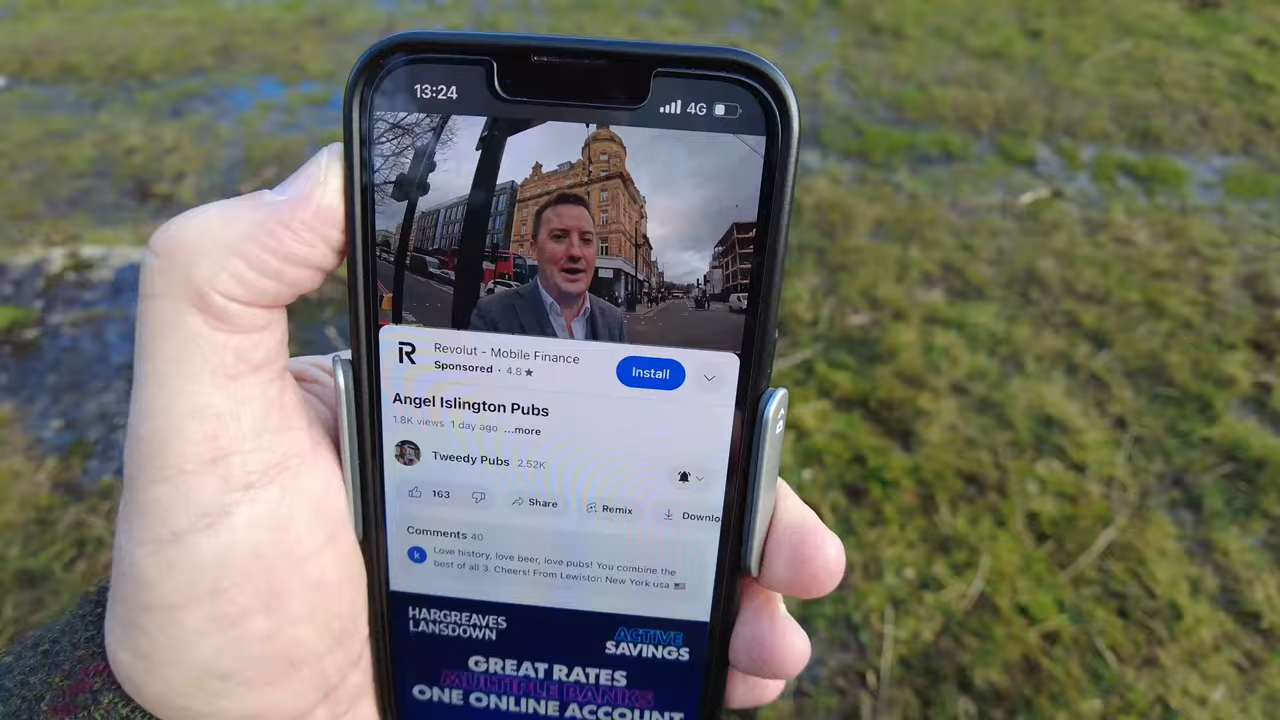 13:24
4G
R
Revolut - Mobile Finance
Sponsored · 4.8★
Install
Angel Islington Pubs
1.8K views 1 day ago ...more
Tweedy Pubs 2.52K
163
Share
Remix
Downlo
Comments 40
k
Love history, love beer, love pubs! You combine the
best of all 3. Cheers! From Lewiston New York usa 🇺🇸
HARGREAVES
LANSDOWN
ACTIVE
SAVINGS
GREAT RATES
MULTIPLE BANKS
ONE ONLINE ACCOUNT